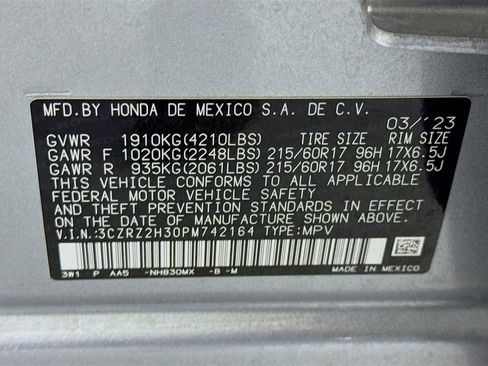 MFD.BY HONDA DE MEXICO S.A. DE C.V.
03/'23
GVWR 1910KG(4210LBS) TIRE SIZE RIM SIZE
GAWR F 1020KG(2248LBS) 215/60R17 96H 17X6.5J
GAWR R 935KG(2061LBS) 215/60R17 96H 17X6.5J
THIS VEHICLE CONFORMS TO ALL APPLICABLE
FEDERAL MOTOR VEHICLE SAFETY
AND THEFT PREVENTION STANDARDS IN EFFECT
ON THE DATE OF MANUFACTURE SHOWN ABOVE.
V.I.N.:3CZRZ2H30PM742164 TYPE:MPV
3W1 P AA5 -NH830MX -B -M MADE IN MEXICO